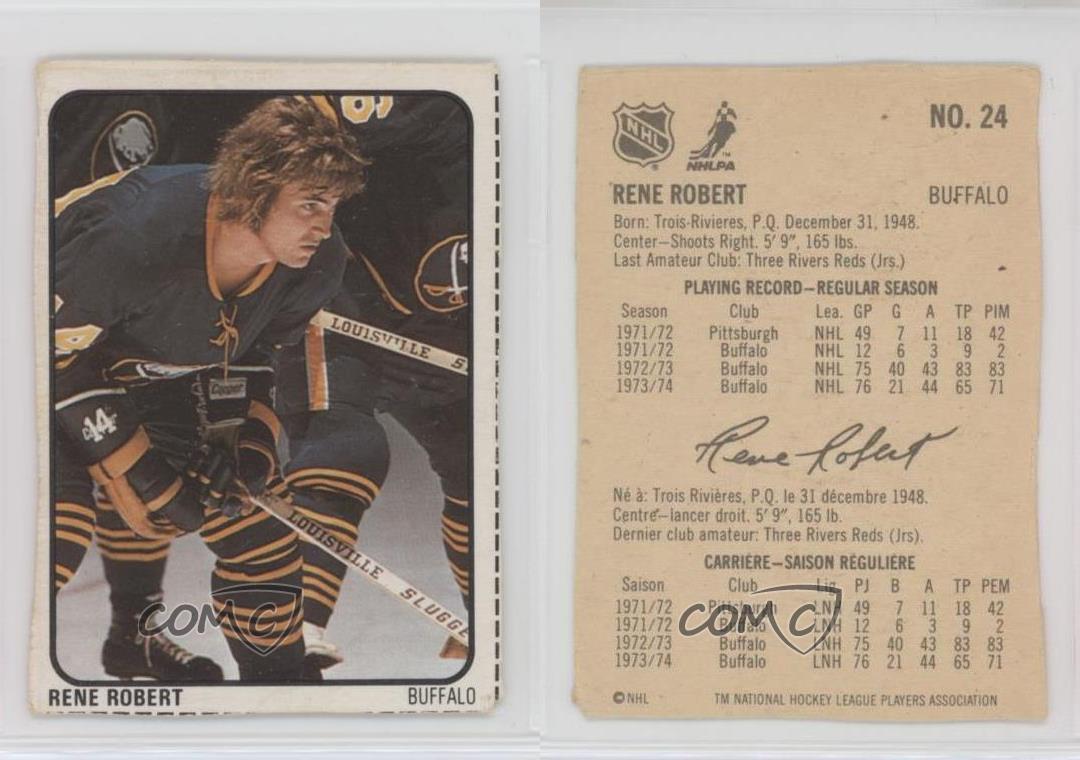 LOUISVILLE S
Cooper
44
LOUISVILLE SLUGGE
COMC
RENE ROBERT BUFFALO
NHL
NHLPA
NO. 24
RENE ROBERT BUFFALO
Born: Trois-Rivieres, P.Q. December 31, 1948.
Center—Shoots Right. 5' 9", 165 lbs.
Last Amateur Club: Three Rivers Reds (Jrs.)
PLAYING RECORD—REGULAR SEASON
Season Club Lea. GP G A TP PIM
1971/72 Pittsburgh NHL 49 7 11 18 42
1971/72 Buffalo NHL 12 6 3 9 2
1972/73 Buffalo NHL 75 40 43 83 83
1973/74 Buffalo NHL 76 21 44 65 71
Rene Robert
Né à: Trois Rivières, P.Q. le 31 décembre 1948.
Centre—lancer droit. 5' 9", 165 lb.
Dernier club amateur: Three Rivers Reds (Jrs).
CARRIÈRE—SAISON RÉGULIÈRE
Saison Club Lig. PJ B A TP PEM
1971/72 Pittsburgh LNH 49 7 11 18 42
1971/72 Buffalo LNH 12 6 3 9 2
1972/73 Buffalo LNH 75 40 43 83 83
1973/74 Buffalo LNH 76 21 44 65 71
COMC
©NHL TM NATIONAL HOCKEY LEAGUE PLAYERS ASSOCIATION